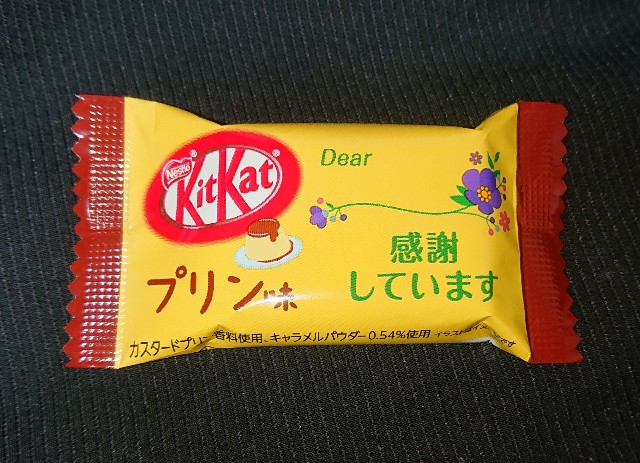 Nestlé
KitKat
Dear
プリン味
感謝
しています
カスタードプリン香料使用、キャラメルパウダー0.54%使用